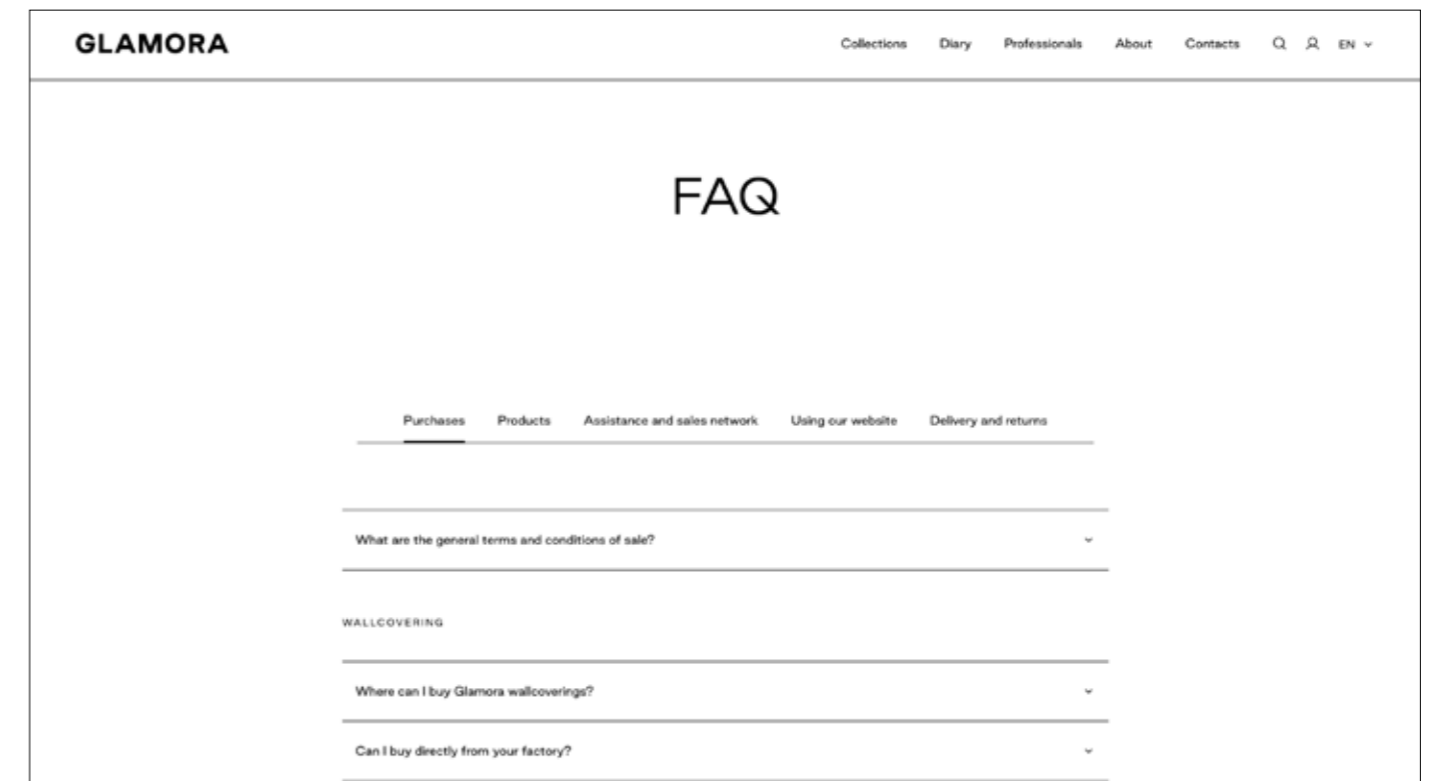 GLAMORA
Collections Diary Professionals About Contacts EN
FAQ
Purchases Products Assistance and sales network Using our website Delivery and returns
What are the general terms and conditions of sale?
WALLCOVERING
Where can I buy Glamora wallcoverings?
Can I buy directly from your factory?